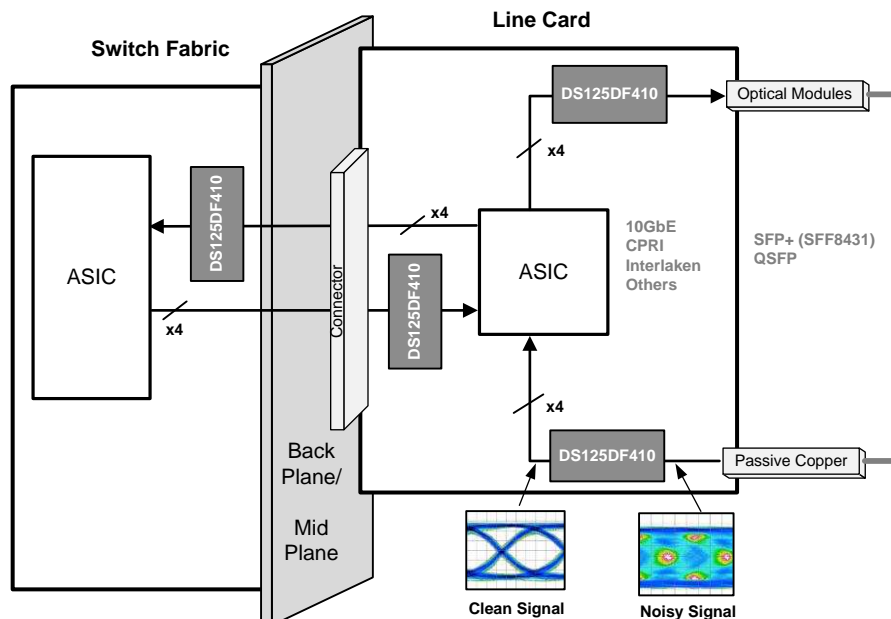 Line Card
Switch Fabric
DS125DF410
Optical Modules
x4
DS125DF410
x4
ASIC
ASIC
10GbE
CPRI
Interlaken
Others
SFP+ (SFF8431)
QSFP
Connector
DS125DF410
x4
x4
DS125DF410
Passive Copper
Back
Plane/
Mid
Plane
Clean Signal
Noisy Signal